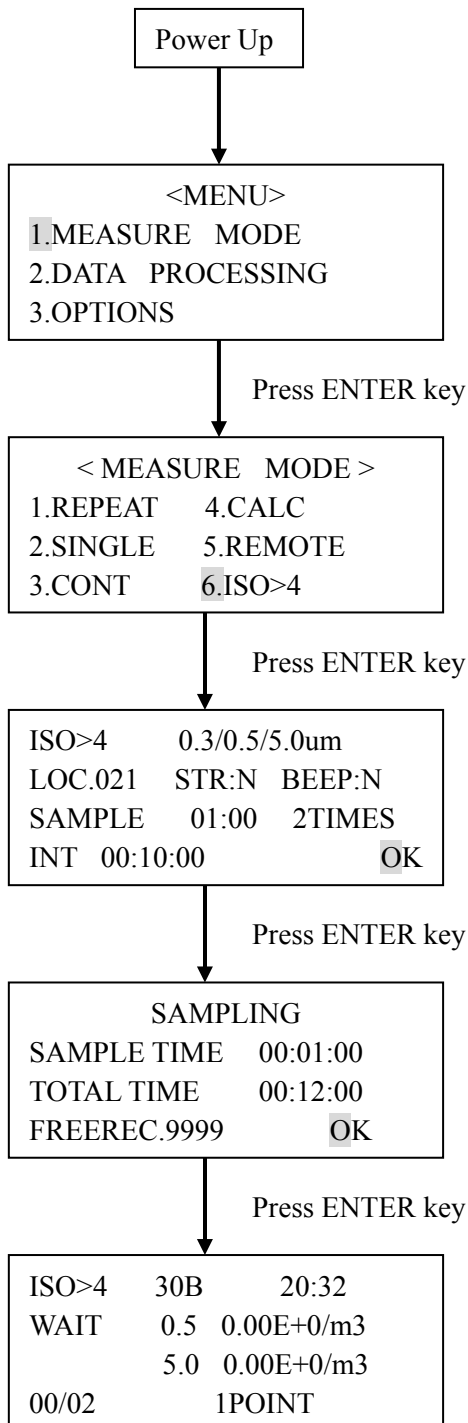 Power Up
<MENU>
1.MEASURE MODE
2.DATA PROCESSING
3.OPTIONS
Press ENTER key
< MEASURE MODE >
1.REPEAT 4.CALC
2.SINGLE 5.REMOTE
3.CONT 6.ISO>4
Press ENTER key
ISO>4 0.3/0.5/5.0um
LOC.021 STR:N BEEP:N
SAMPLE 01:00 2TIMES
INT 00:10:00 OK
Press ENTER key
SAMPLING
SAMPLE TIME 00:01:00
TOTAL TIME 00:12:00
FREEREC.9999 OK
Press ENTER key
ISO>4 30B 20:32
WAIT 0.5 0.00E+0/m3
5.0 0.00E+0/m3
00/02 1POINT